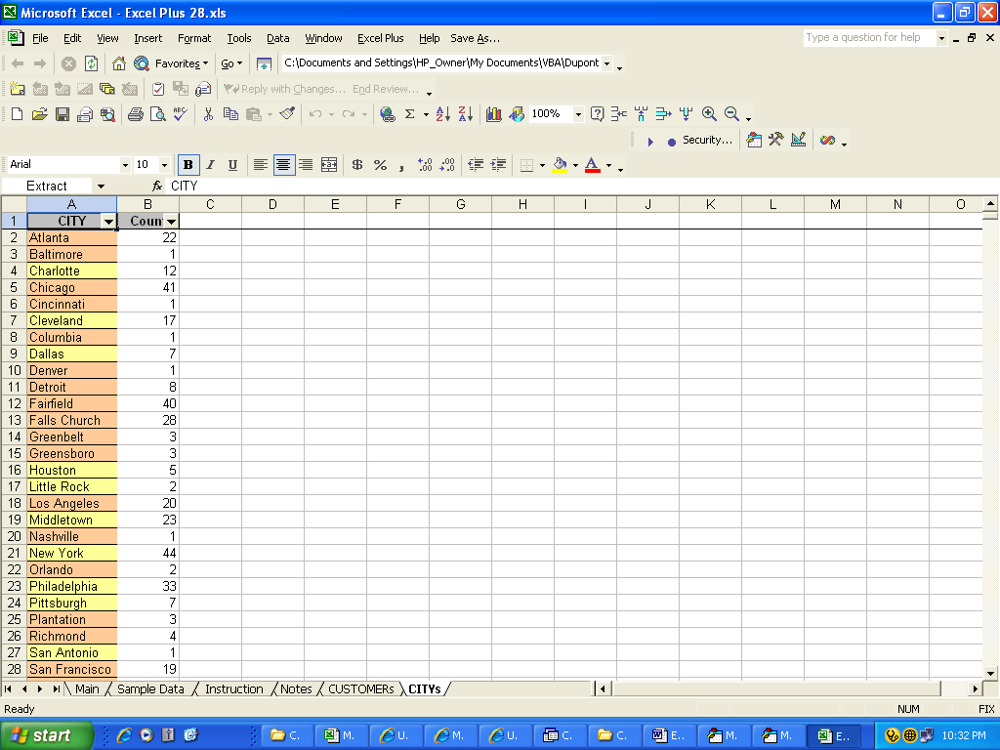 Microsoft Excel - Excel Plus 28.xls
File Edit View Insert Format Tools Data Window Excel Plus Help Save As... Type a question for help
Favorites Go C:\Documents and Settings\HP_Owner\My Documents\VBA\Dupont
Reply with Changes... End Review...
100%
Security...
Arial 10 B I U $ % ,
Extract fx CITY
A B C D E F G H I J K L M N O
1 CITY Coun
2 Atlanta 22
3 Baltimore 1
4 Charlotte 12
5 Chicago 41
6 Cincinnati 1
7 Cleveland 17
8 Columbia 1
9 Dallas 7
10 Denver 1
11 Detroit 8
12 Fairfield 40
13 Falls Church 28
14 Greenbelt 3
15 Greensboro 3
16 Houston 5
17 Little Rock 2
18 Los Angeles 20
19 Middletown 23
20 Nashville 1
21 New York 44
22 Orlando 2
23 Philadelphia 33
24 Pittsburgh 7
25 Plantation 3
26 Richmond 4
27 San Antonio 1
28 San Francisco 19
Main Sample Data Instruction Notes CUSTOMERs CITYs
Ready NUM FIX
start C. M. U. M. U. C. C. E.. M. M. E.. 10:32 PM